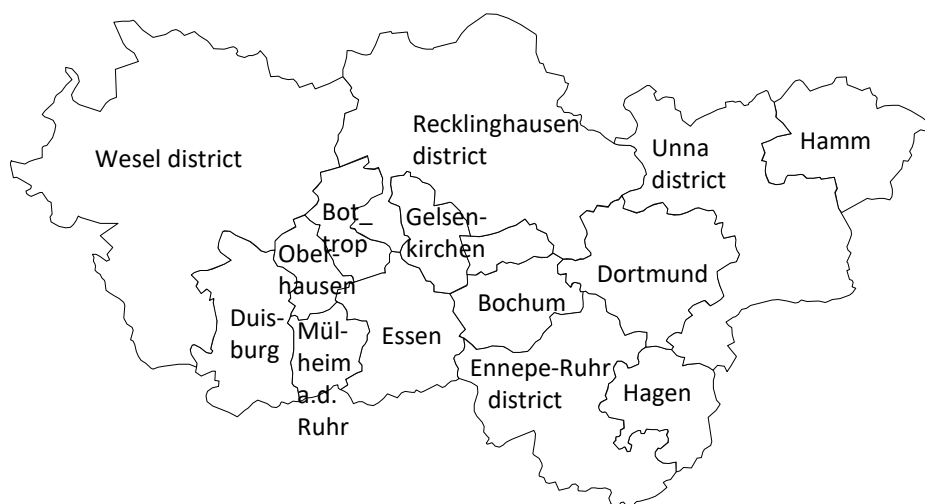 Wesel district
Recklinghausen
district
Unna
district
Hamm
Bot_
trop
Gelsen-
kirchen
Ober-
hausen
Dortmund
Bochum
Duis-
burg
Mül-
heim
a.d.
Ruhr
Essen
Ennepe-Ruhr
district
Hagen